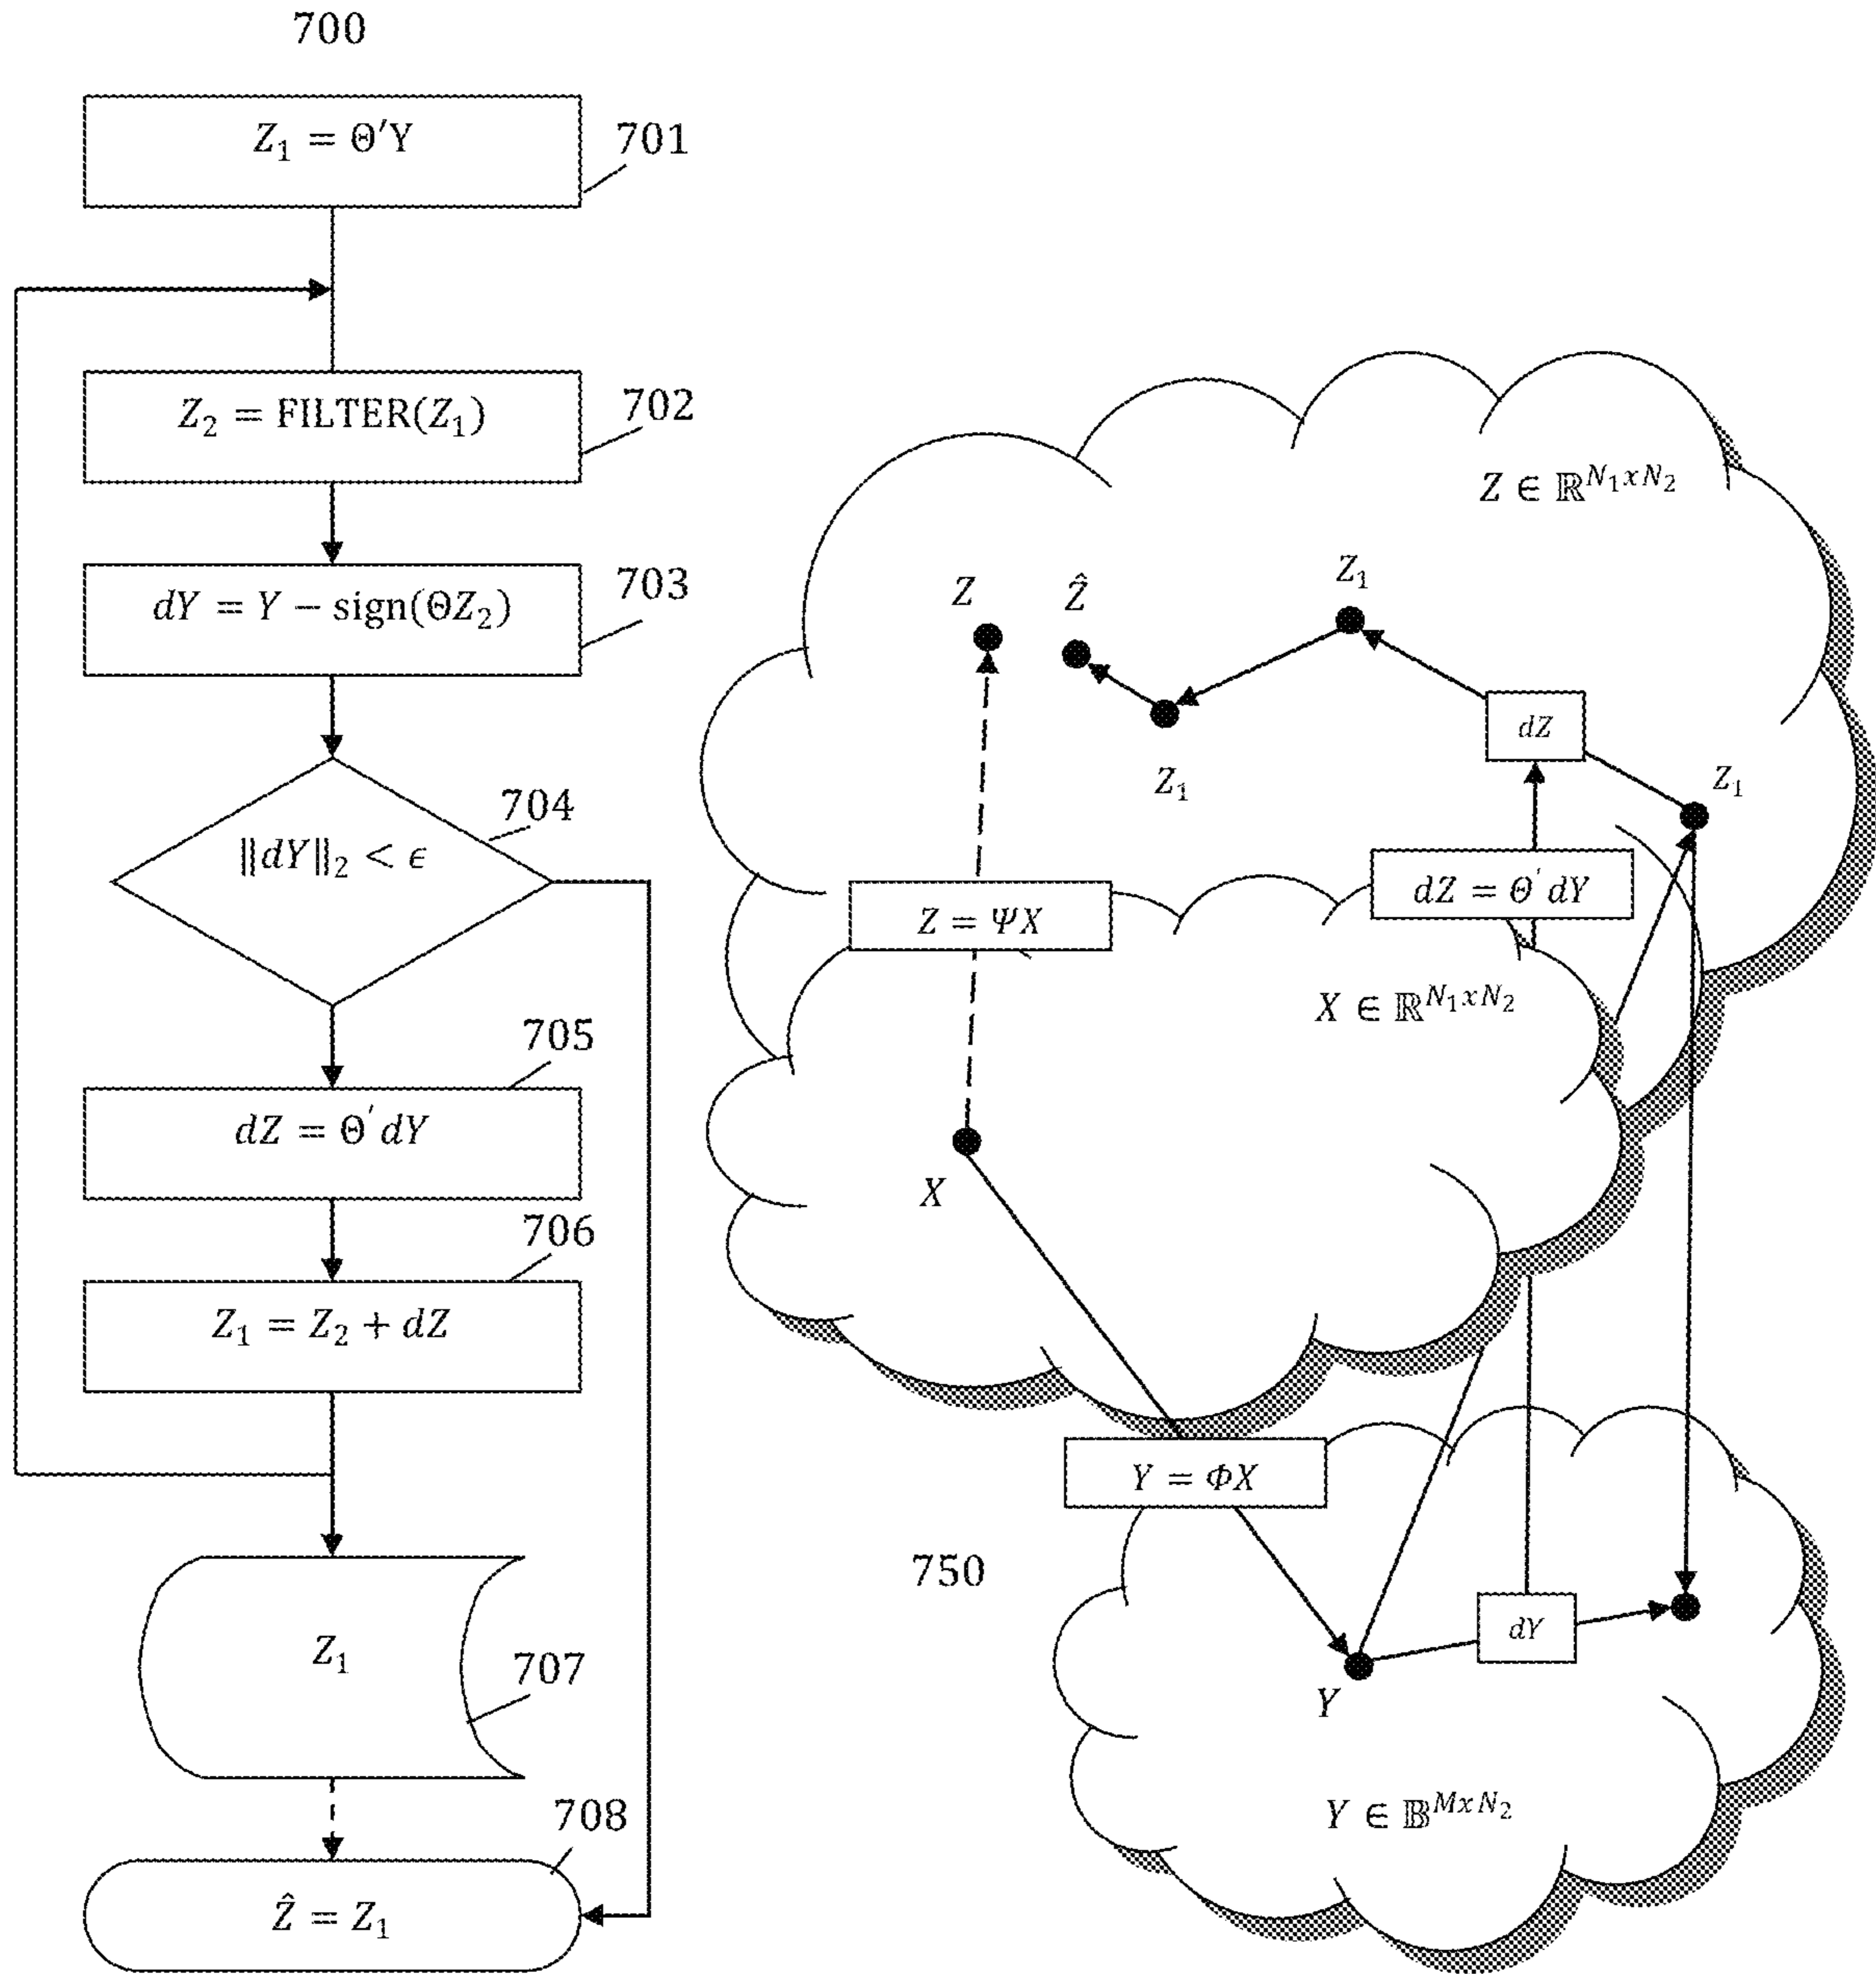 700
Z₁ = Θ′Y
701
Z₂ = FILTER(Z₁)
702
dY = Y − sign(ΘZ₂)
703
‖dY‖₂ < ϵ
704
dZ = Θ′dY
705
Z₁ = Z₂ + dZ
706
Z₁
707
Ẑ = Z₁
708
Z ∈ ℝ^{N₁xN₂}
Z
Ẑ
Z₁
Z₁
dZ
Z₁
Z = ΨX
dZ = Θ′dY
X ∈ ℝ^{N₁xN₂}
X
Y = ΦX
750
dY
Y
Y ∈ 𝔹^{MxN₂}